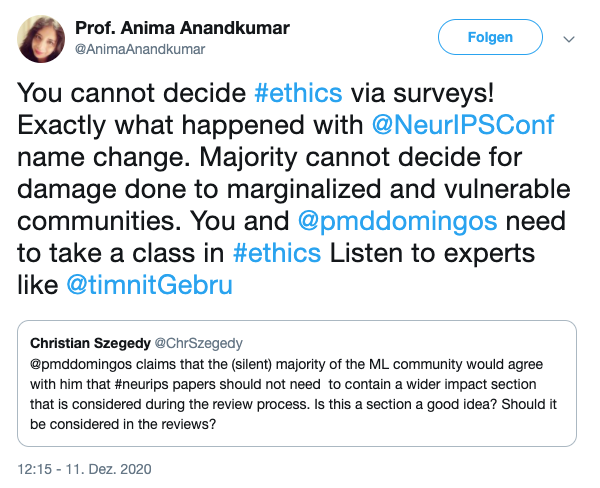 Prof. Anima Anandkumar
@AnimaAnandkumar
Folgen
You cannot decide #ethics via surveys!
Exactly what happened with @NeurIPSConf
name change. Majority cannot decide for
damage done to marginalized and vulnerable
communities. You and @pmddomingos need
to take a class in #ethics Listen to experts
like @timnitGebru
Christian Szegedy @ChrSzegedy
@pmddomingos claims that the (silent) majority of the ML community would agree
with him that #neurips papers should not need  to contain a wider impact section
that is considered during the review process. Is this a section a good idea? Should it
be considered in the reviews?
12:15 - 11. Dez. 2020